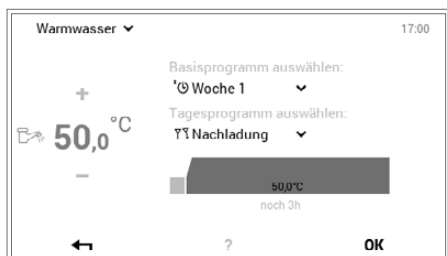 Warmwasser
17:00
Basisprogramm auswählen:
Woche 1
Tagesprogramm auswählen:
Nachladung
+
50,0 °C
−
50,0°C
noch 3h
?
OK